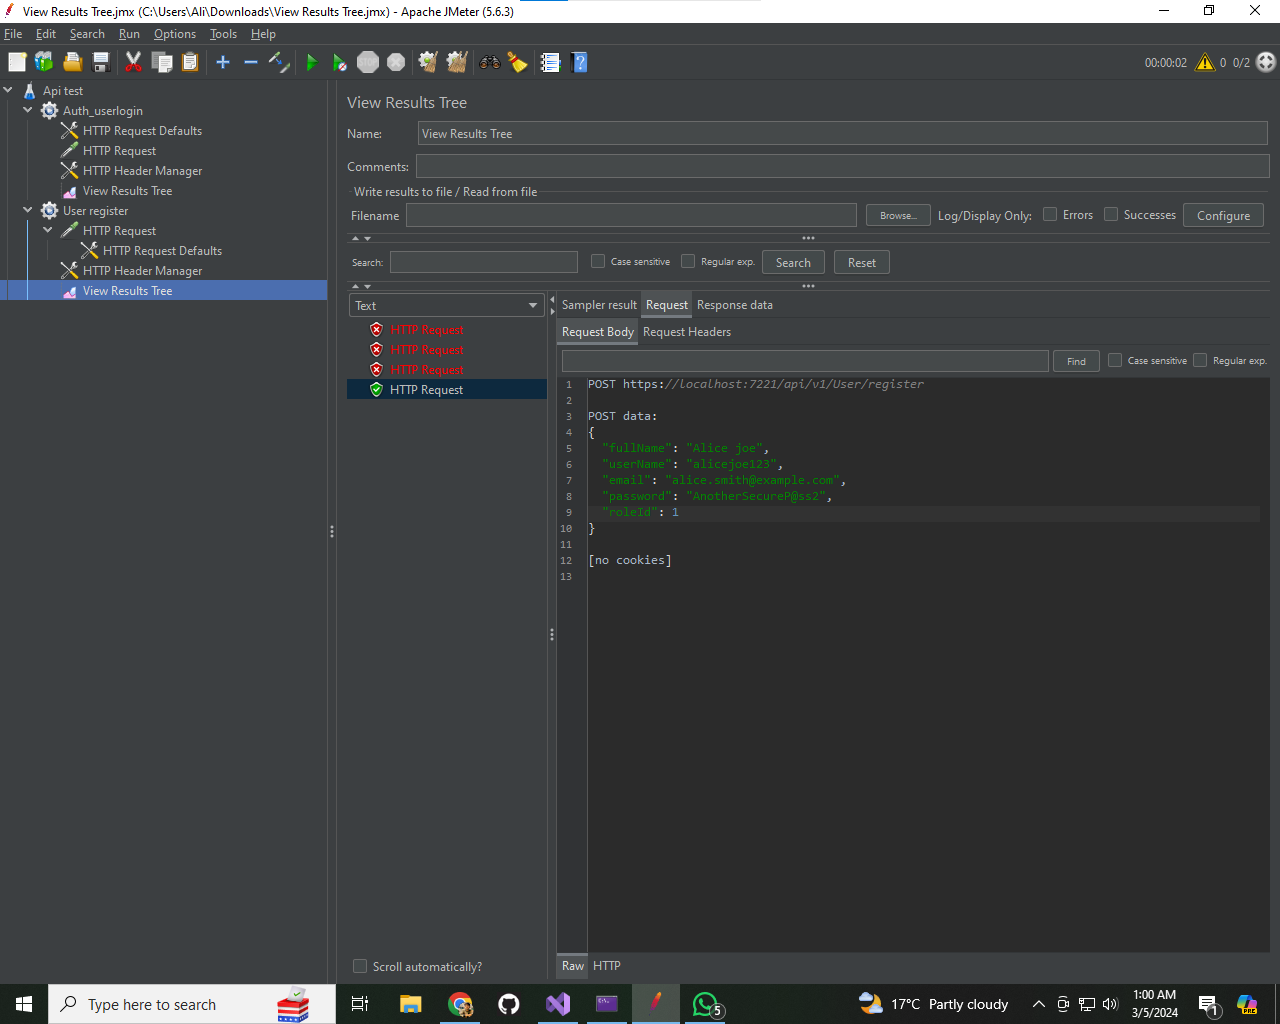 View Results Tree.jmx (C:\Users\Ali\Downloads\View Results Tree.jmx) - Apache JMeter (5.6.3)
File Edit Search Run Options Tools Help
00:00:02 0 0/2
Api test
Auth_userlogin
HTTP Request Defaults
HTTP Request
HTTP Header Manager
View Results Tree
User register
HTTP Request
HTTP Request Defaults
HTTP Header Manager
View Results Tree
View Results Tree
Name: View Results Tree
Comments:
Write results to file / Read from file
Filename Browse... Log/Display Only: Errors Successes Configure
Search: Case sensitive Regular exp. Search Reset
Text
HTTP Request
HTTP Request
HTTP Request
HTTP Request
Scroll automatically?
Sampler result Request Response data
Request Body Request Headers
Find Case sensitive Regular exp.
1 POST https://localhost:7221/api/v1/User/register
2
3 POST data:
4 {
5 "fullName": "Alice joe",
6 "userName": "alicejoe123",
7 "email": "alice.smith@example.com",
8 "password": "AnotherSecureP@ss2",
9 "roleId": 1
10 }
11
12 [no cookies]
13
Raw HTTP
Type here to search
5
17°C Partly cloudy
1:00 AM
3/5/2024
1
PRE